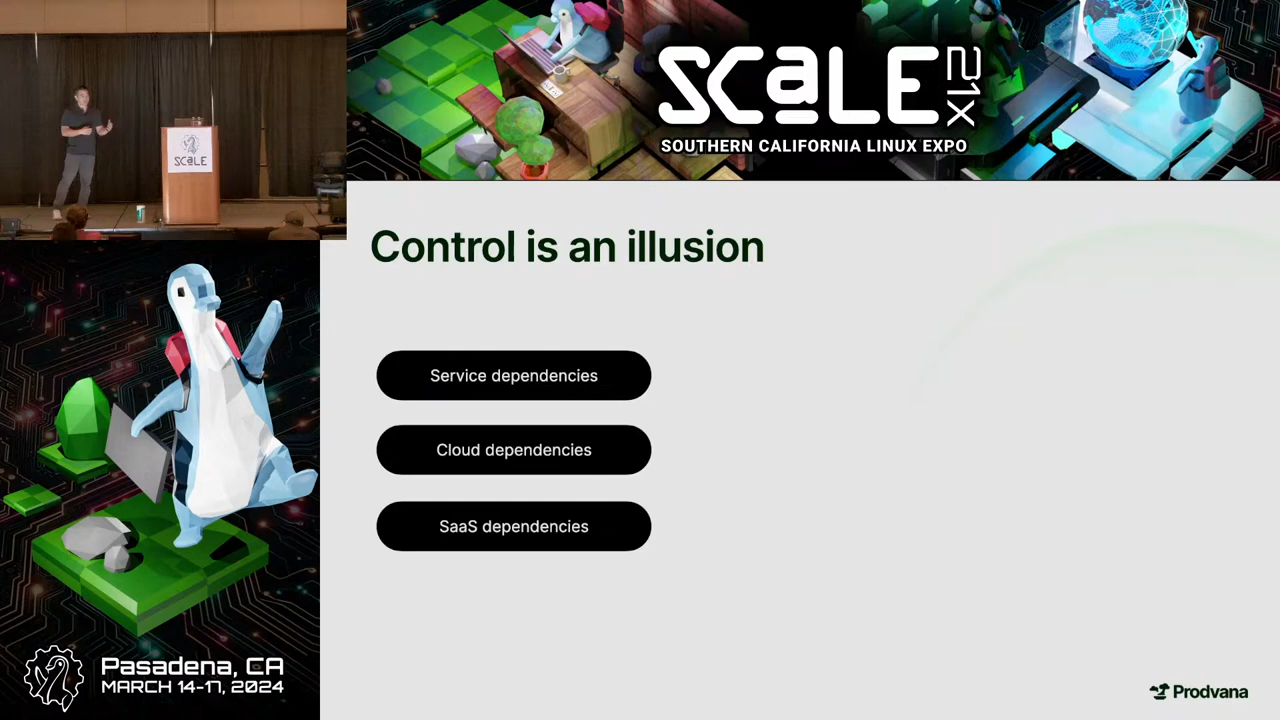 SCaLE
SCaLE 21X
SOUTHERN CALIFORNIA LINUX EXPO
Control is an illusion
Service dependencies
Cloud dependencies
SaaS dependencies
Pasadena, CA
MARCH 14-17, 2024
Prodvana